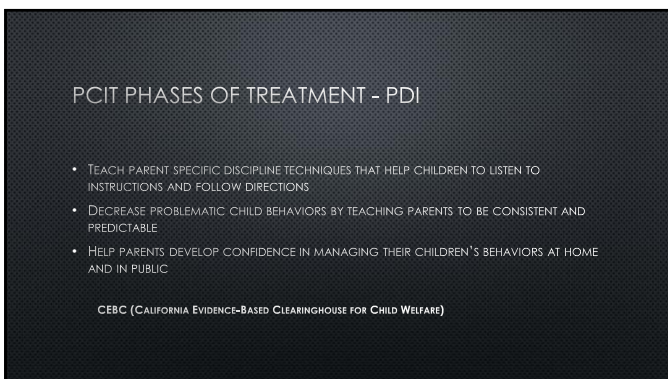 PCIT PHASES OF TREATMENT - PDI
• TEACH PARENT SPECIFIC DISCIPLINE TECHNIQUES THAT HELP CHILDREN TO LISTEN TO
INSTRUCTIONS AND FOLLOW DIRECTIONS
• DECREASE PROBLEMATIC CHILD BEHAVIORS BY TEACHING PARENTS TO BE CONSISTENT AND
PREDICTABLE
• HELP PARENTS DEVELOP CONFIDENCE IN MANAGING THEIR CHILDREN'S BEHAVIORS AT HOME
AND IN PUBLIC
CEBC (CALIFORNIA EVIDENCE-BASED CLEARINGHOUSE FOR CHILD WELFARE)